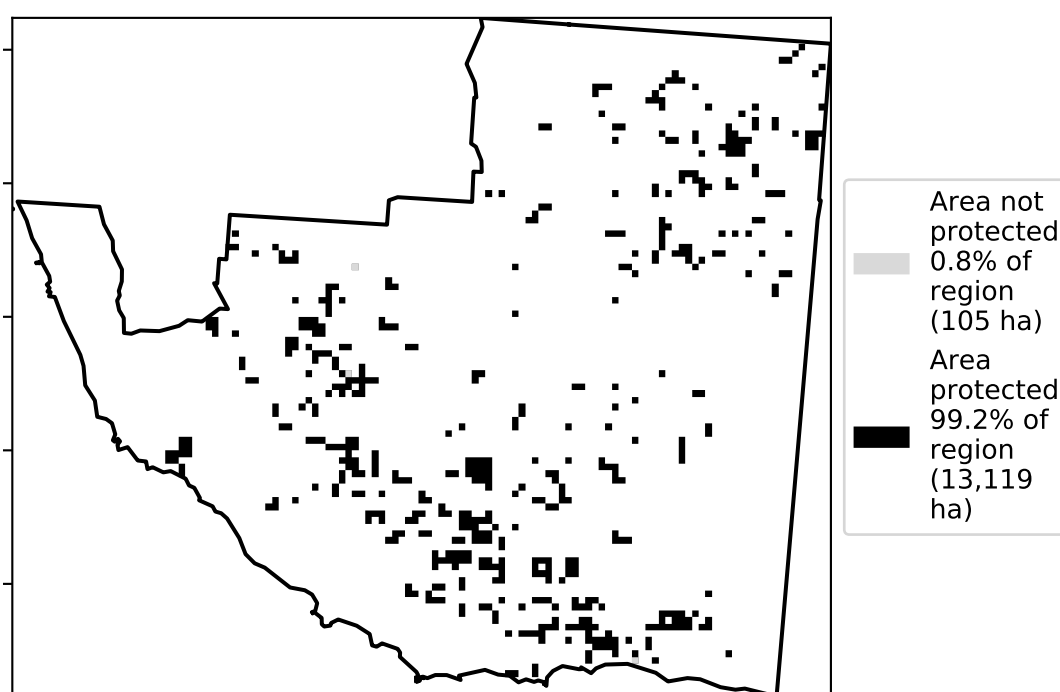 Area not
protected
0.8% of
region
(105 ha)
Area
protected
99.2% of
region
(13,119
ha)